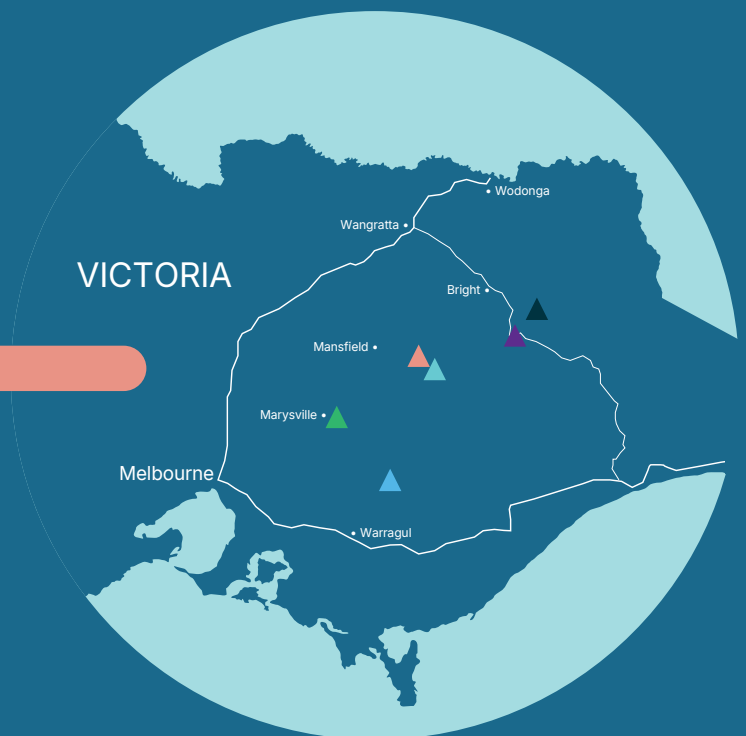 Wodonga
Wangratta
VICTORIA
Bright
Mansfield
Marysville
Melbourne
Warragul